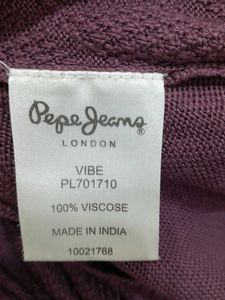 Pepe Jeans®
LONDON
VIBE
PL701710
100% VISCOSE
MADE IN INDIA
10021768